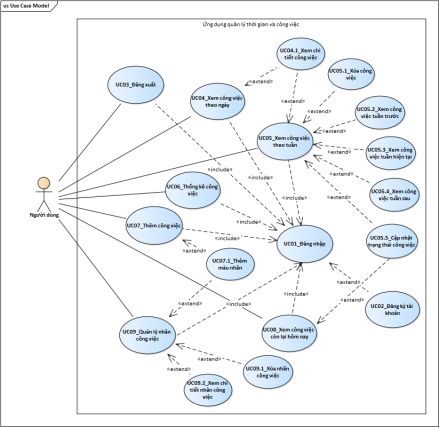 uc Use Case Model
Ứng dụng quản lý thời gian và công việc
UC04.1_Xem chi
tiết công việc
UC03_Đăng xuất
UC05.1_Xóa công
việc
«extend»
UC04_Xem công việc
theo ngày
«extend»
«extend»
UC05.2_Xem công
việc tuần trước
«extend»
UC05_Xem công việc
theo tuần
«extend»
UC05.3_Xem công
việc tuần hiện tại
«include»
«extend»
«include»
«include»
UC06_Thống kê công
việc
UC05.4_Xem công
việc tuần sau
«extend»
Người dùng
UC07_Thêm công việc
«include»
«include»
UC01_Đăng nhập
UC05.5_Cập nhật
trạng thái công việc
«extend»
UC07.1_Thêm
màu nhãn
«extend»
«extend»
«extend»
«include»
«include»
UC02_Đăng ký tài
khoản
UC09_Quản lý nhãn
công việc
UC08_Xem công việc
còn lại hôm nay
«extend»
«extend»
UC09.1_Xóa nhãn
công việc
UC09.2_Xem chi
tiết nhãn công
việc